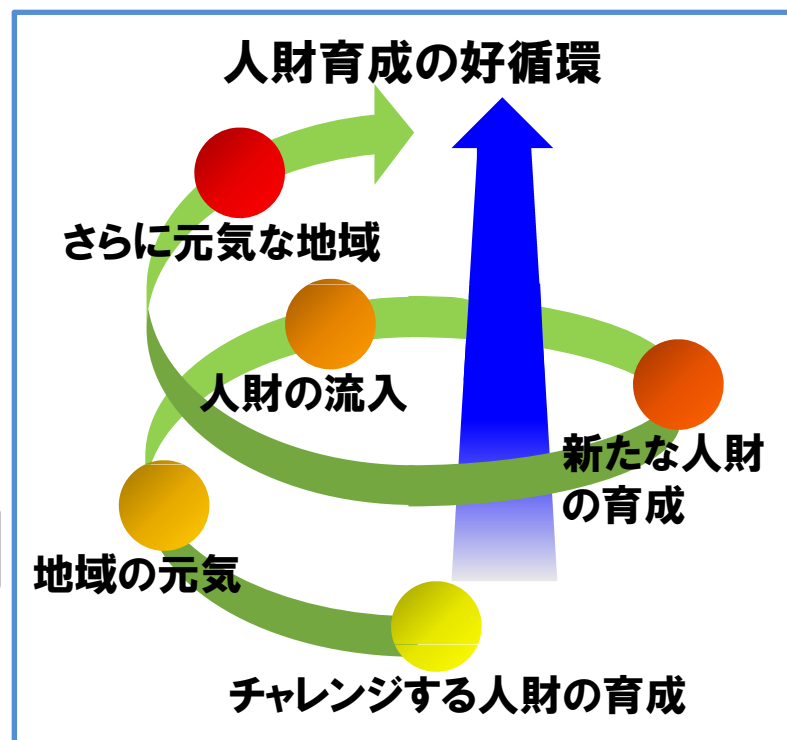 人財育成の好循環
さらに元気な地域
人財の流入
新たな人財
の育成
地域の元気
チャレンジする人財の育成